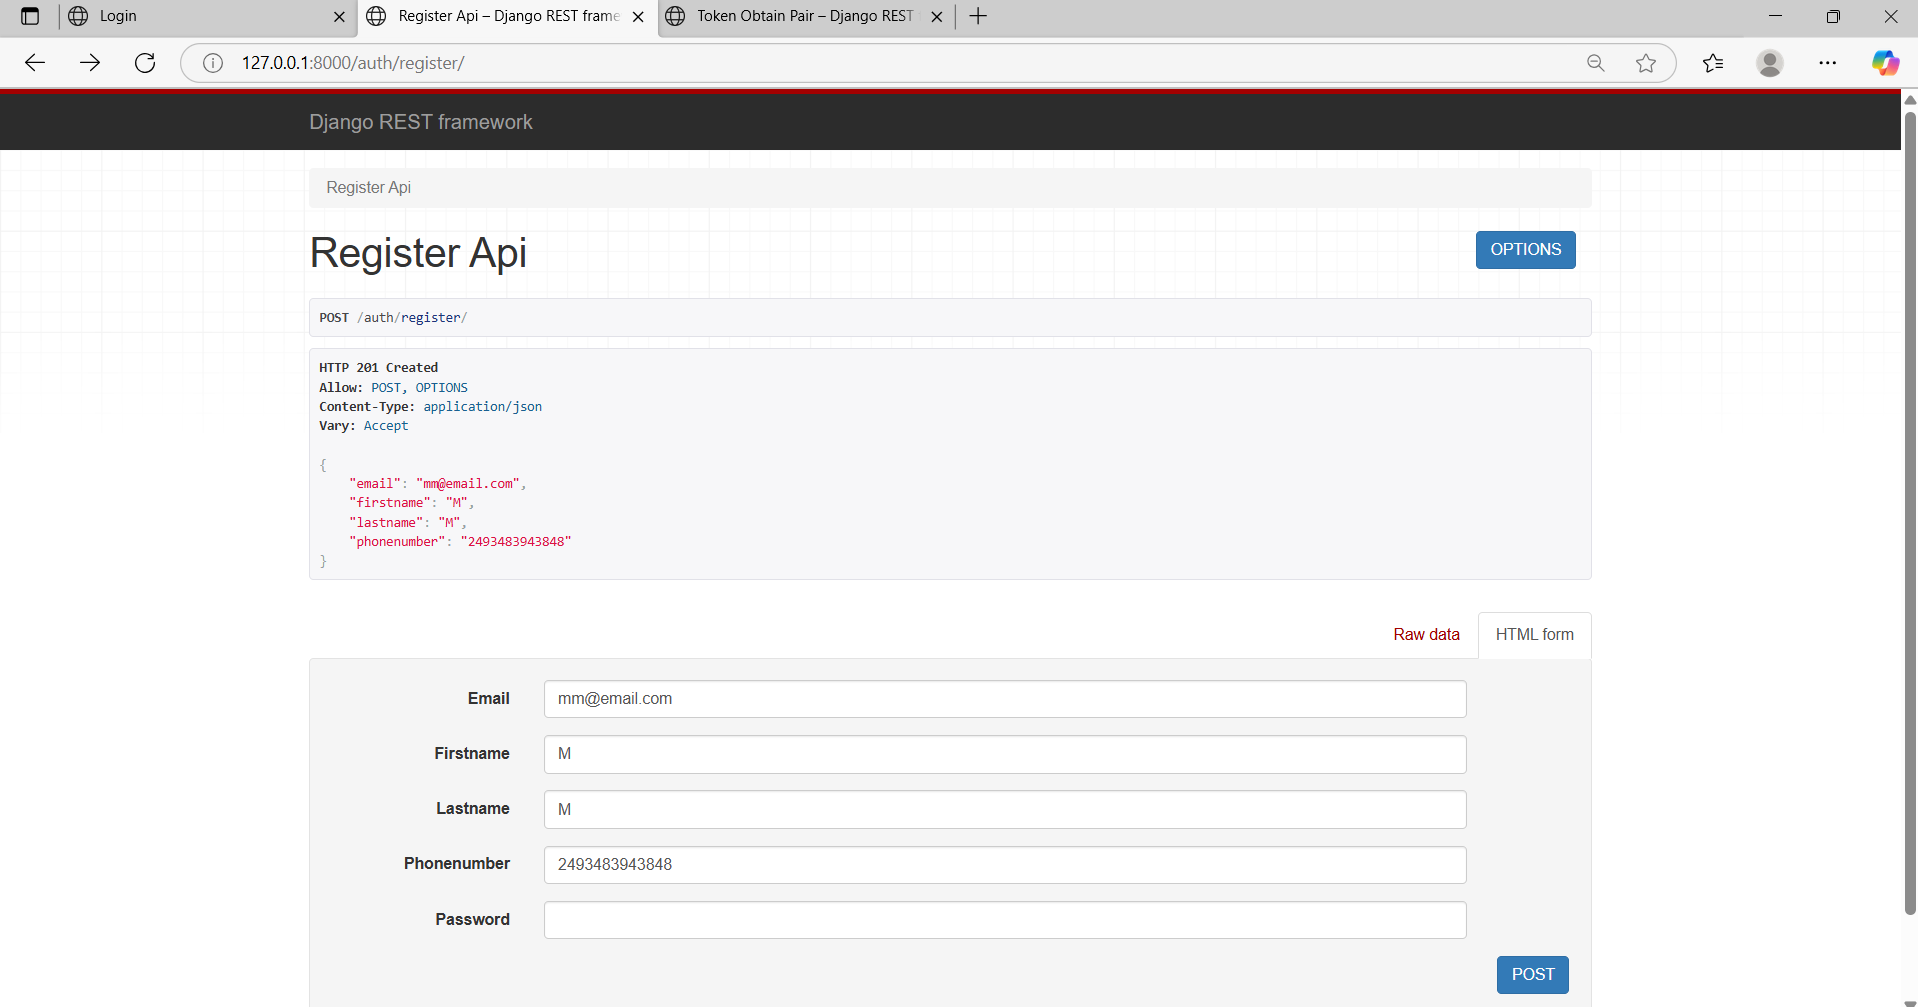 Login
Register Api – Django REST frame
Token Obtain Pair – Django REST
127.0.0.1:8000/auth/register/
Django REST framework
Register Api
Register Api
OPTIONS
POST /auth/register/
HTTP 201 Created
Allow: POST, OPTIONS
Content-Type: application/json
Vary: Accept
{
"email": "mm@email.com",
"firstname": "M",
"lastname": "M",
"phonenumber": "2493483943848"
}
Raw data
HTML form
Email
mm@email.com
Firstname
M
Lastname
M
Phonenumber
2493483943848
Password
POST